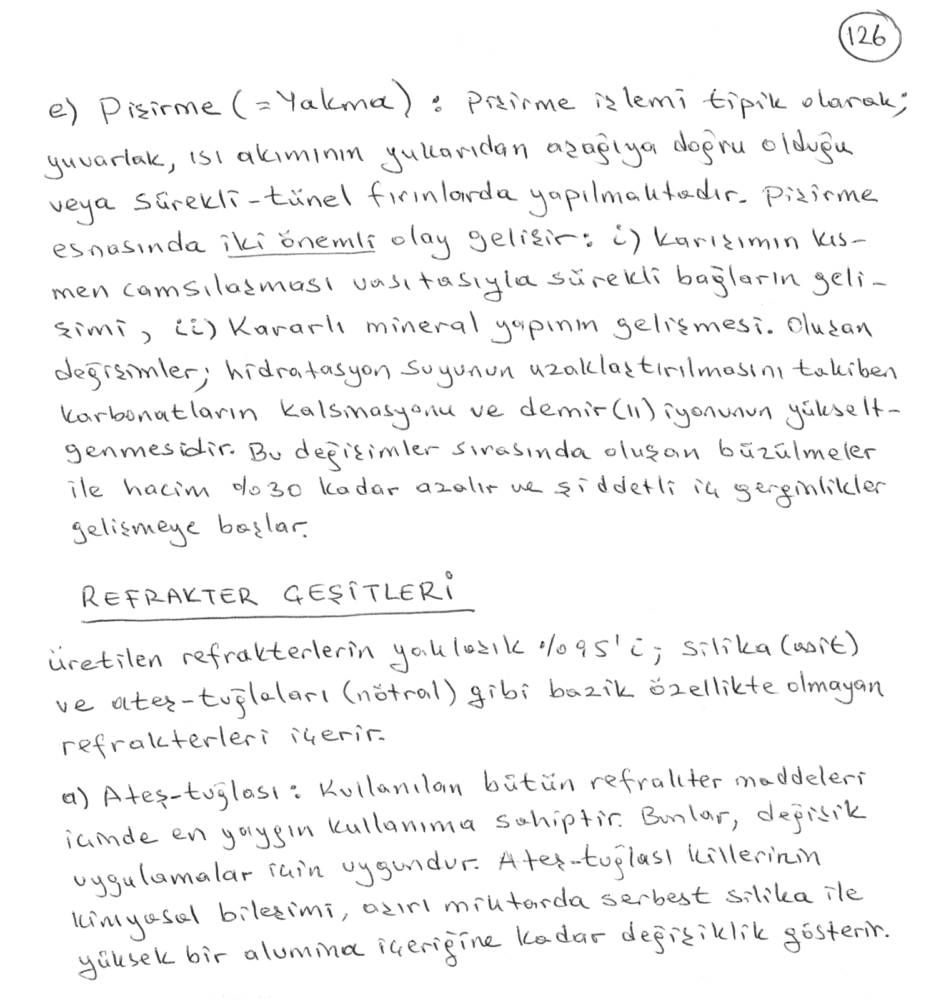 126
e) Pişirme (= Yakma) : Pişirme işlemi tipik olarak;
yuvarlak, ısı akımının yukarıdan aşağıya doğru olduğu
veya sürekli-tünel fırınlarda yapılmaktadır. Pişirme
esnasında iki önemli olay gelişir: i) Karışımın kıs-
men camsılaşması vasıtasıyla sürekli bağların geli-
şimi, ii) Kararlı mineral yapının gelişmesi. Oluşan
değişimler; hidratasyon suyunun uzaklaştırılmasını takiben
karbonatların kalsinasyonu ve demir(II) iyonunun yükselt-
genmesidir. Bu değişimler sırasında oluşan büzülmeler
ile hacim %30 kadar azalır ve şiddetli iç gerginlikler
gelişmeye başlar.
REFRAKTER ÇEŞİTLERİ
Üretilen refrakterlerin yaklaşık %95'i; silika (asit)
ve ateş-tuğlaları (nötral) gibi bazik özellikte olmayan
refrakterleri içerir.
a) Ateş-tuğlası : Kullanılan bütün refrakter maddeleri
içinde en yaygın kullanıma sahiptir. Bunlar, değişik
uygulamalar için uygundur. Ateş-tuğlası killerinin
kimyasal bileşimi, aşırı miktarda serbest silika ile
yüksek bir alumina içeriğine kadar değişiklik gösterir.